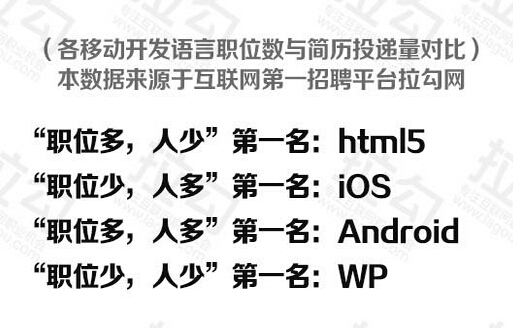 （各移动开发语言职位数与简历投递量对比）
本数据来源于互联网第一招聘平台拉勾网
“职位多，人少”第一名：html5
“职位少，人多”第一名：iOS
“职位多，人多”第一名：Android
“职位少，人少”第一名：WP